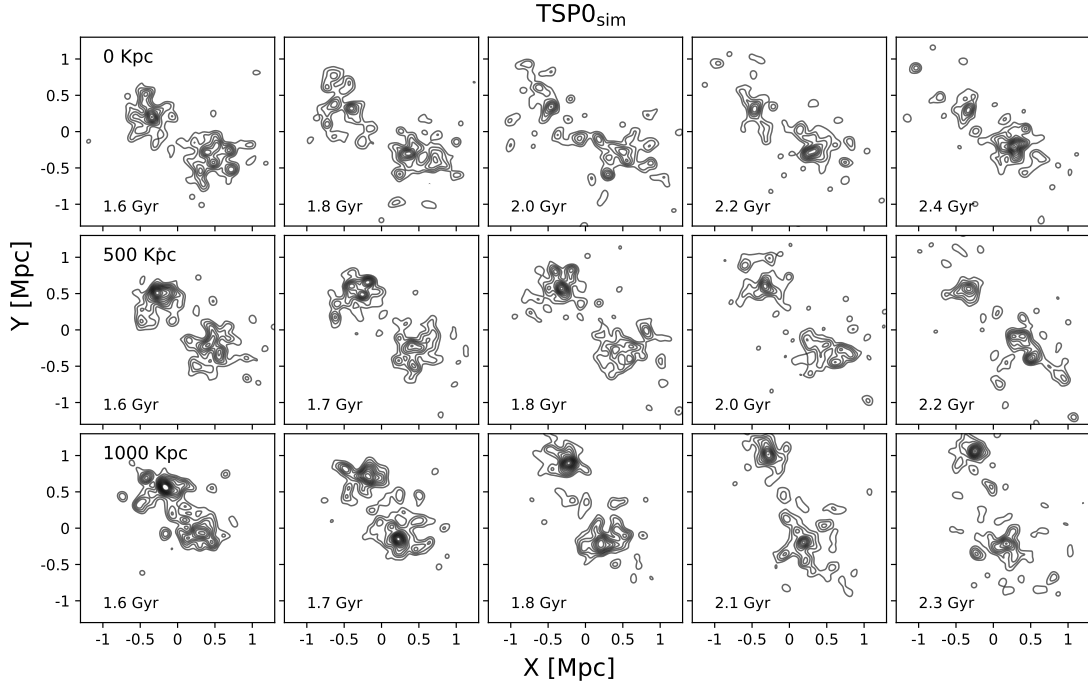 TSP0sim
0 Kpc
1
0.5
0
-0.5
-1
1.6 Gyr
1.8 Gyr
2.0 Gyr
2.2 Gyr
2.4 Gyr
Y [Mpc]
500 Kpc
1
0.5
0
-0.5
-1
1.6 Gyr
1.7 Gyr
1.8 Gyr
2.0 Gyr
2.2 Gyr
1000 Kpc
1
0.5
0
-0.5
-1
1.6 Gyr
1.7 Gyr
1.8 Gyr
2.1 Gyr
2.3 Gyr
-1 -0.5 0 0.5 1 -1 -0.5 0 0.5 1 -1 -0.5 0 0.5 1 -1 -0.5 0 0.5 1 -1 -0.5 0 0.5 1
X [Mpc]